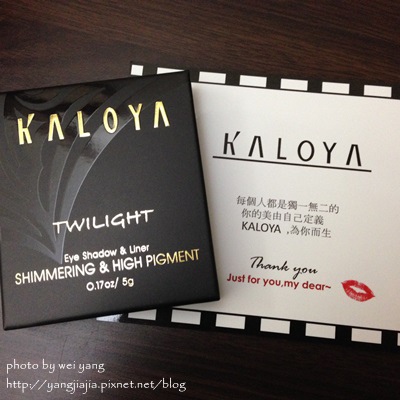 KALOYA
TWILIGHT
Eye Shadow & Liner
SHIMMERING & HIGH PIGMENT
0.17oz/ 5g
KALOYA
每個人都是獨一無二的
你的美由自己定義
KALOYA ,為你而生
Thank you
Just for you,my dear~
photo by wei yang
http://yangjiajia.pixnet.net/blog